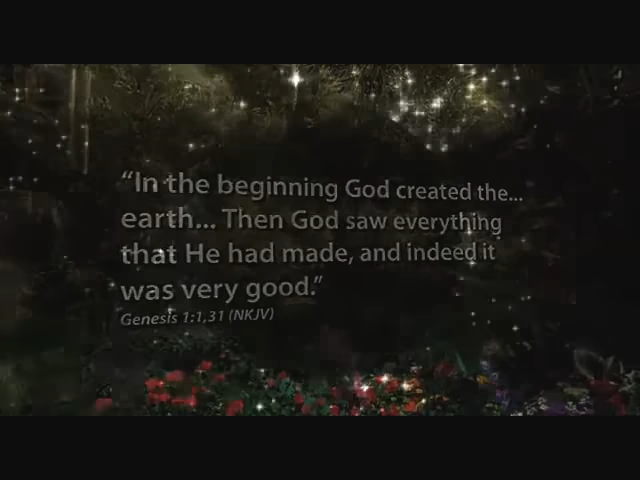 “In the beginning God created the...
earth... Then God saw everything
that He had made, and indeed it
was very good.”
Genesis 1:1,31 (NKJV)